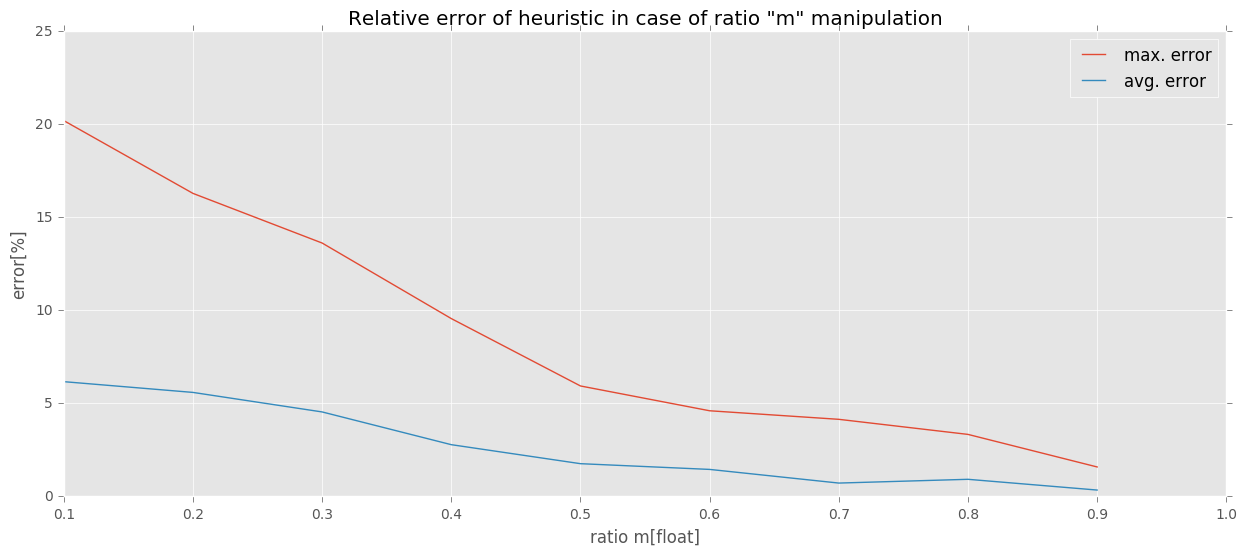 Relative error of heuristic in case of ratio "m" manipulation
max. error
avg. error
25
20
15
10
5
0
error[%]
0.1 0.2 0.3 0.4 0.5 0.6 0.7 0.8 0.9 1.0
ratio m[float]